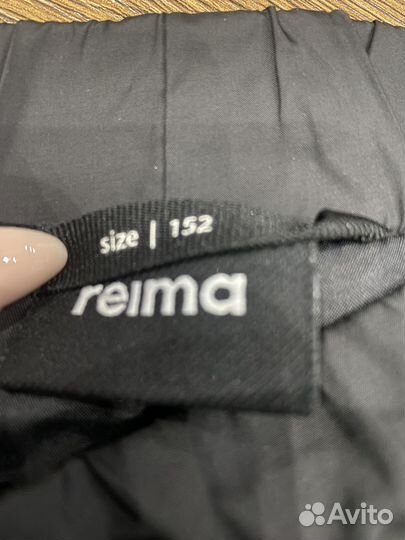 size | 152
reima
Avito